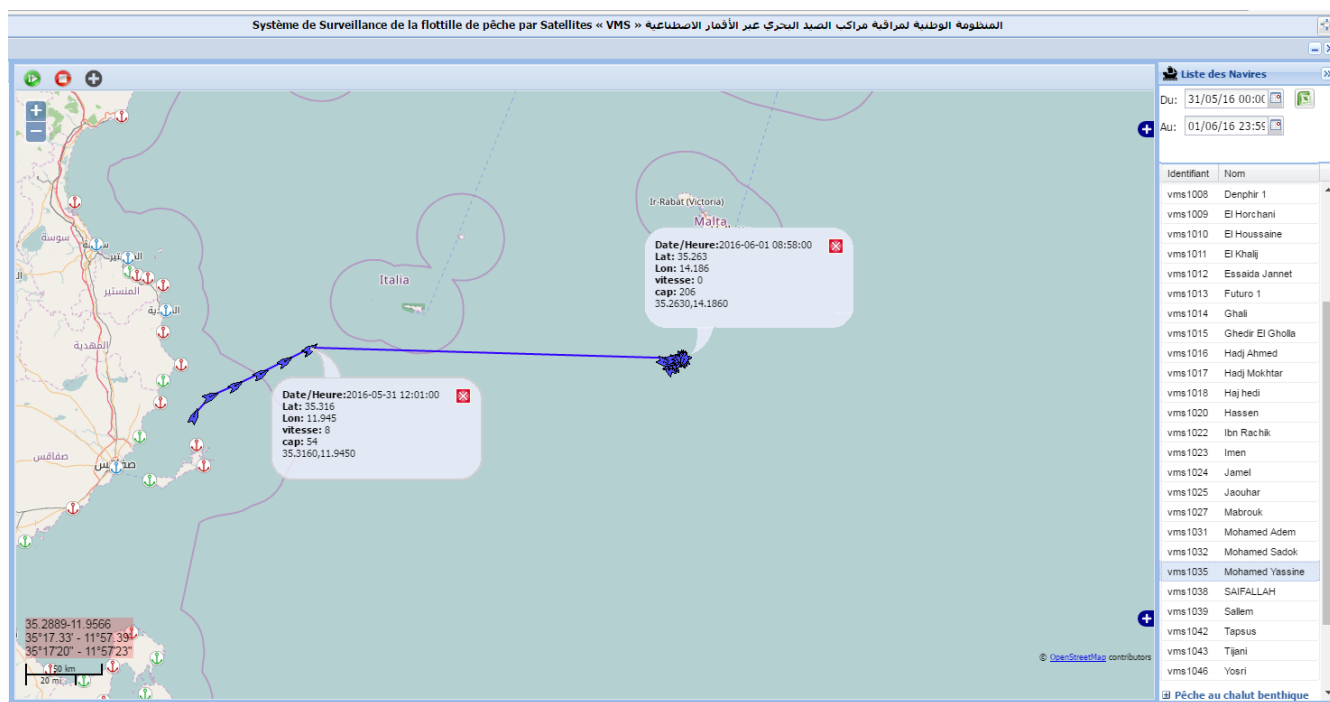 Système de Surveillance de la flottille de pêche par Satellites « VMS » المنظومة الوطنية لمراقبة مراكب الصيد البحري عبر الأقمار الاصطناعية
Liste des Navires
Du: 31/05/16 00:00
Au: 01/06/16 23:59
Identifiant Nom
vms1008 Denphir 1
vms1009 El Horchani
vms1010 El Houssaine
vms1011 El Khalij
vms1012 Essaida Jannet
vms1013 Futuro 1
vms1014 Ghali
vms1015 Ghedir El Gholla
vms1016 Hadj Ahmed
vms1017 Hadj Mokhtar
vms1018 Haj hedi
vms1020 Hassen
vms1022 Ibn Rachik
vms1023 Imen
vms1024 Jamel
vms1025 Jaouhar
vms1027 Mabrouk
vms1031 Mohamed Adem
vms1032 Mohamed Sadok
vms1035 Mohamed Yassine
vms1038 SAIFALLAH
vms1039 Sallem
vms1042 Tapsus
vms1043 Tijani
vms1046 Yosri
Pêche au chalut benthique
Ir-Rabat (Victoria)
Malta
Date/Heure:2016-06-01 08:58:00
Lat: 35.263
Lon: 14.186
vitesse: 0
cap: 206
35.2630,14.1860
سوسة
المنستير
Italia
المهدية
Date/Heure:2016-05-31 12:01:00
Lat: 35.316
Lon: 11.945
vitesse: 8
cap: 54
35.3160,11.9450
صفاقس
35.2889-11.9566
35°17.33' - 11°57.39'
35°17'20" - 11°57'23"
50 km
20 mi
© OpenStreetMap contributors